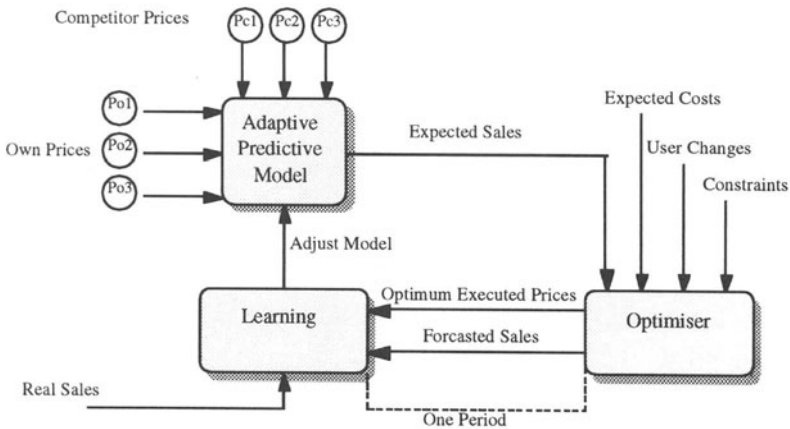 Competitor Prices
Pc1 Pc2 Pc3
Po1
Own Prices
Po2
Po3
Adaptive
Predictive
Model
Expected Sales
Expected Costs
User Changes
Constraints
Adjust Model
Learning
Optimum Executed Prices
Forcasted Sales
Optimiser
Real Sales
One Period